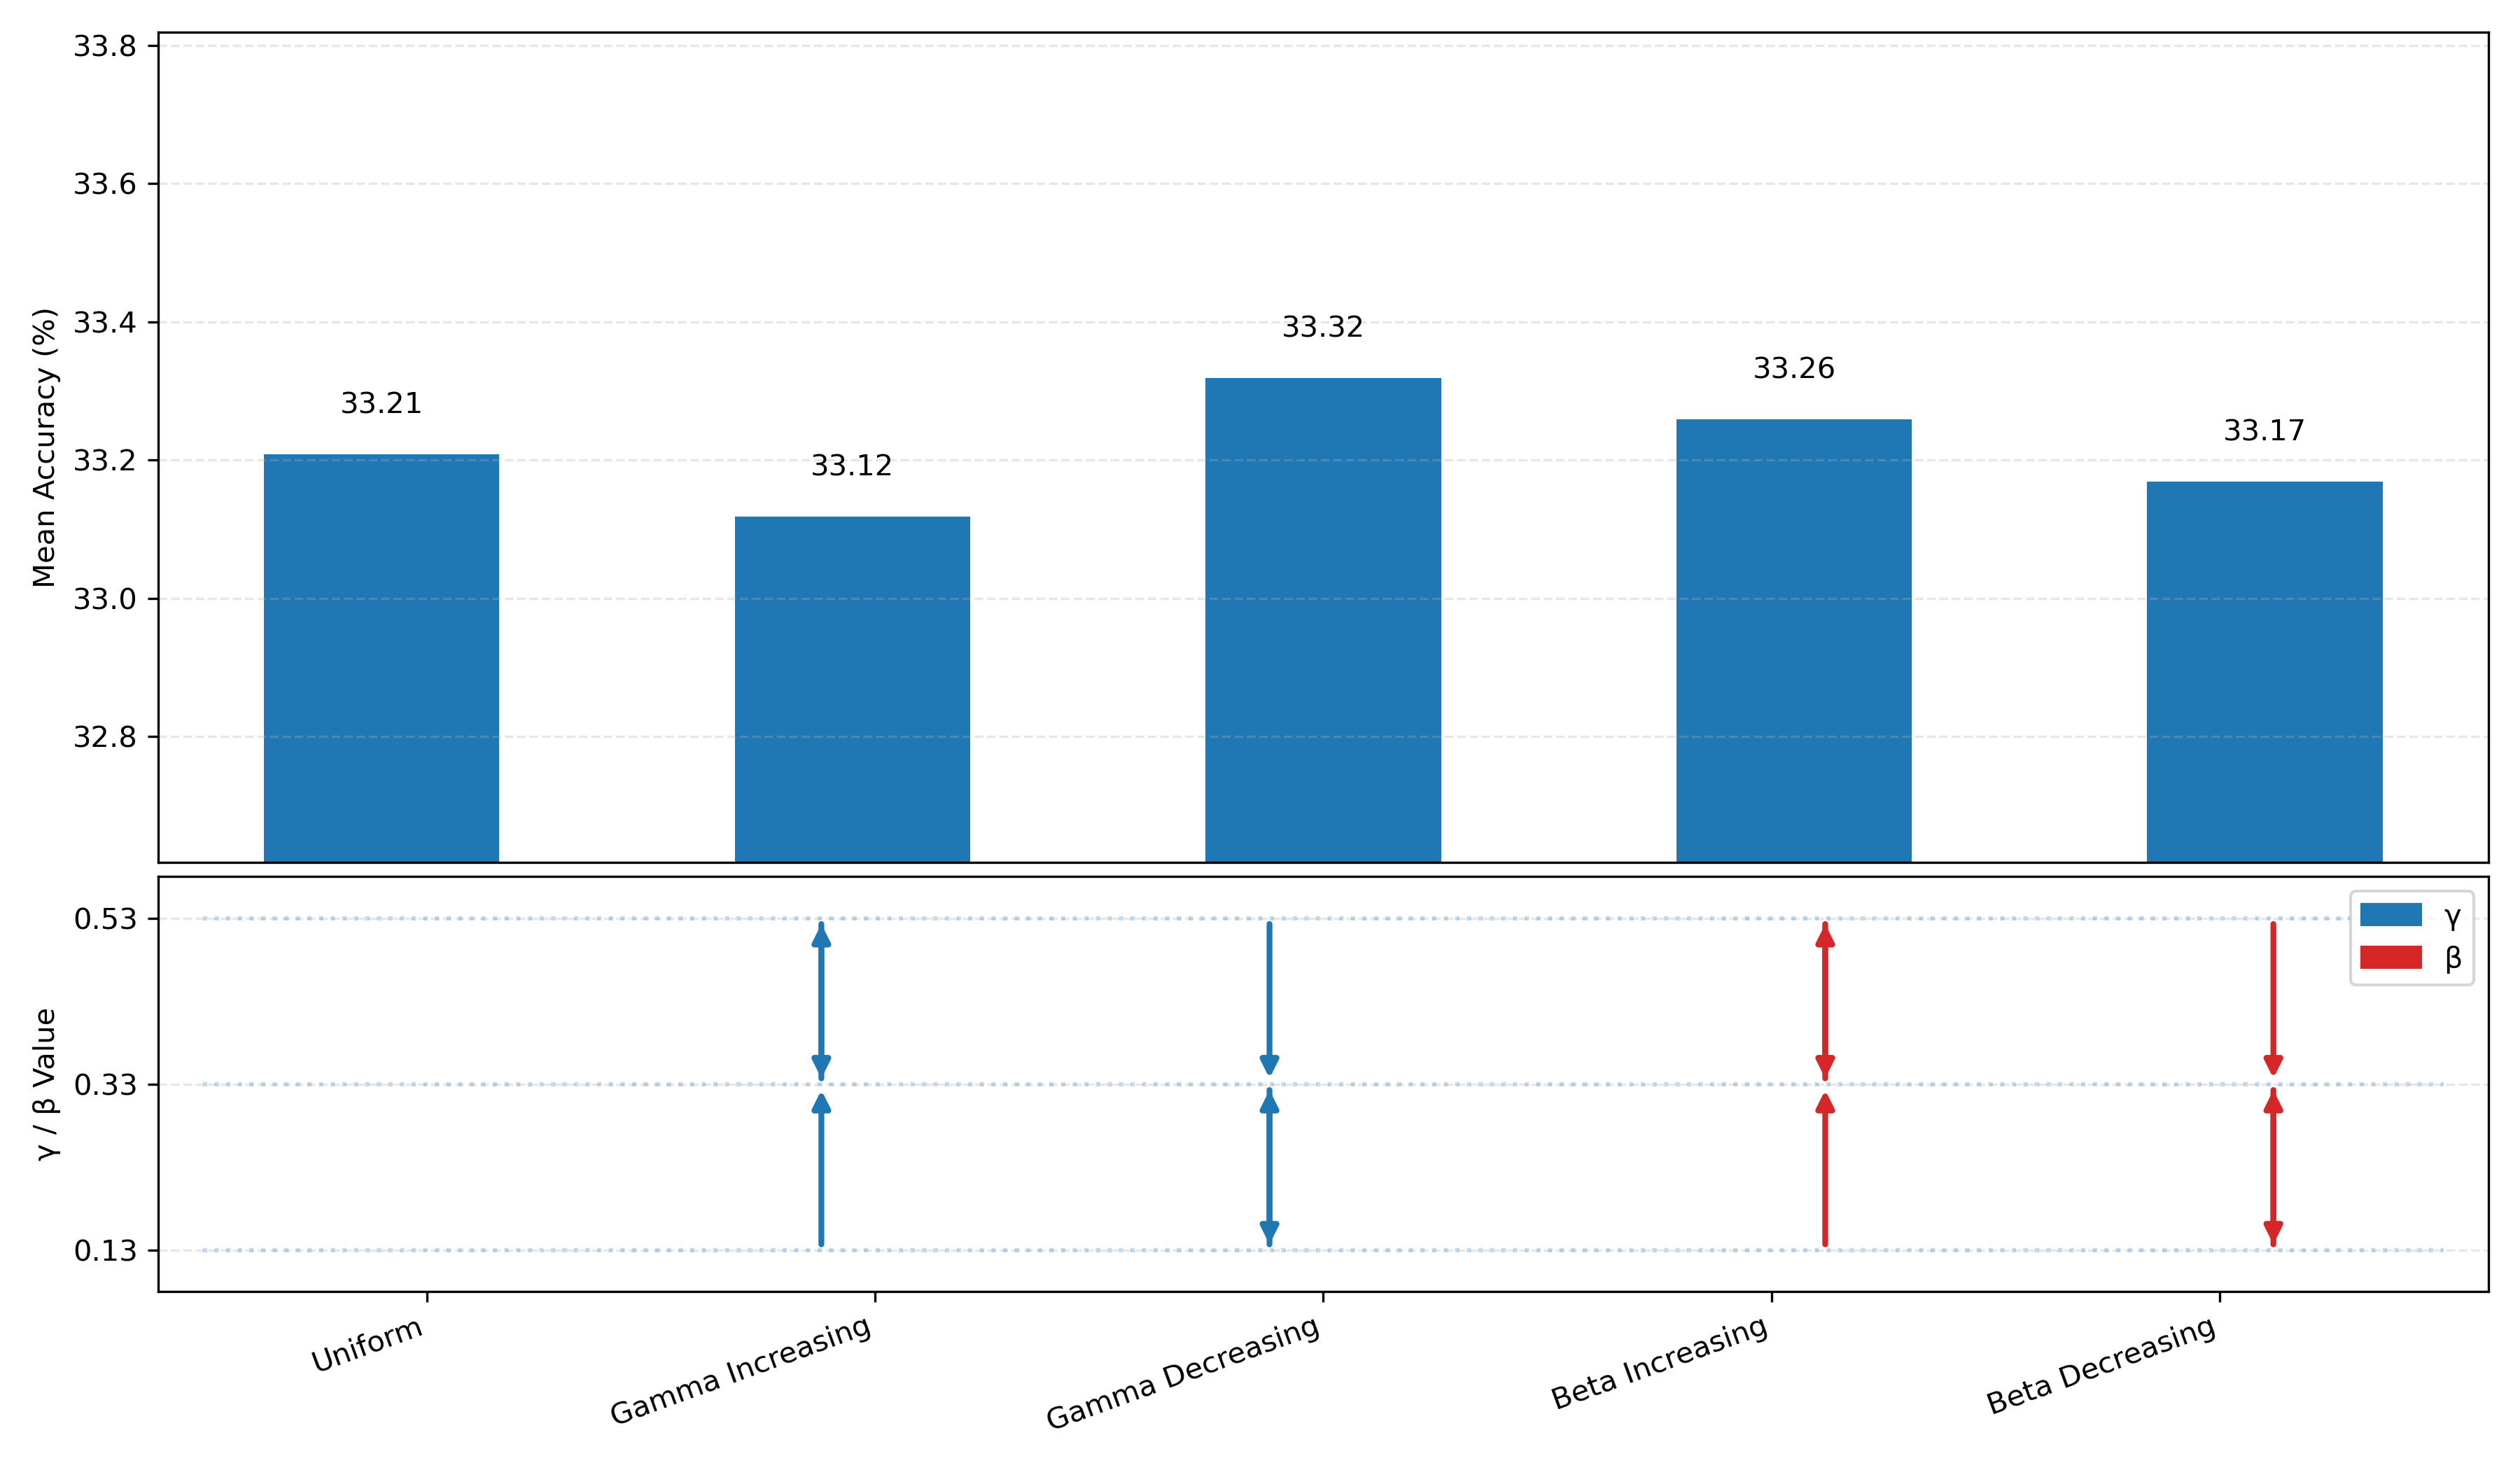 Mean Accuracy (%)
33.8
33.6
33.4
33.2
33.0
32.8
33.21
33.12
33.32
33.26
33.17
γ / β Value
0.53
0.33
0.13
γ
β
Uniform
Gamma Increasing
Gamma Decreasing
Beta Increasing
Beta Decreasing